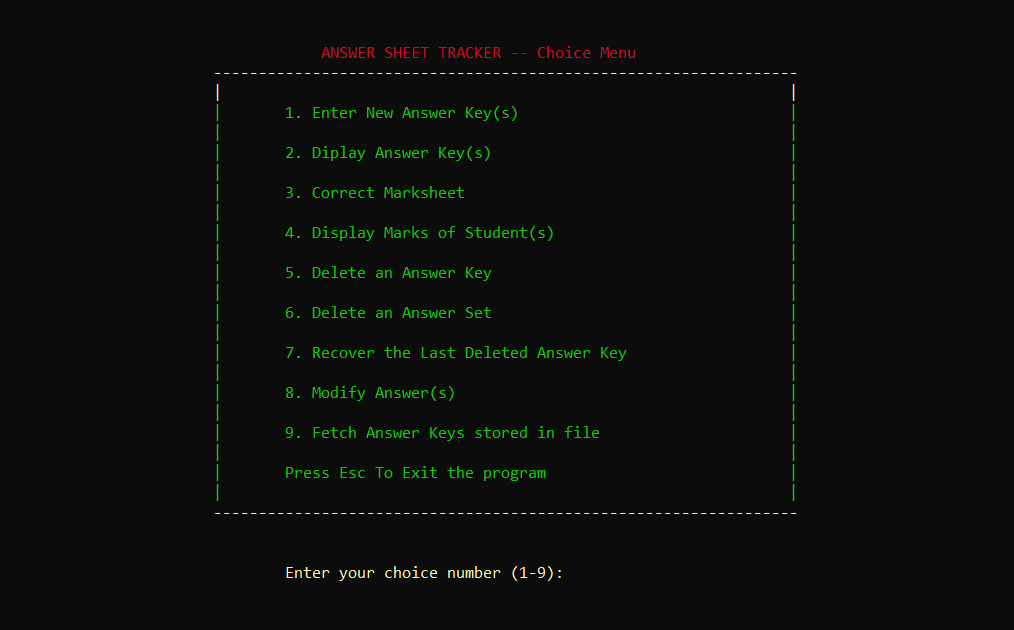 ANSWER SHEET TRACKER -- Choice Menu
1. Enter New Answer Key(s)
2. Diplay Answer Key(s)
3. Correct Marksheet
4. Display Marks of Student(s)
5. Delete an Answer Key
6. Delete an Answer Set
7. Recover the Last Deleted Answer Key
8. Modify Answer(s)
9. Fetch Answer Keys stored in file
Press Esc To Exit the program
Enter your choice number (1-9):